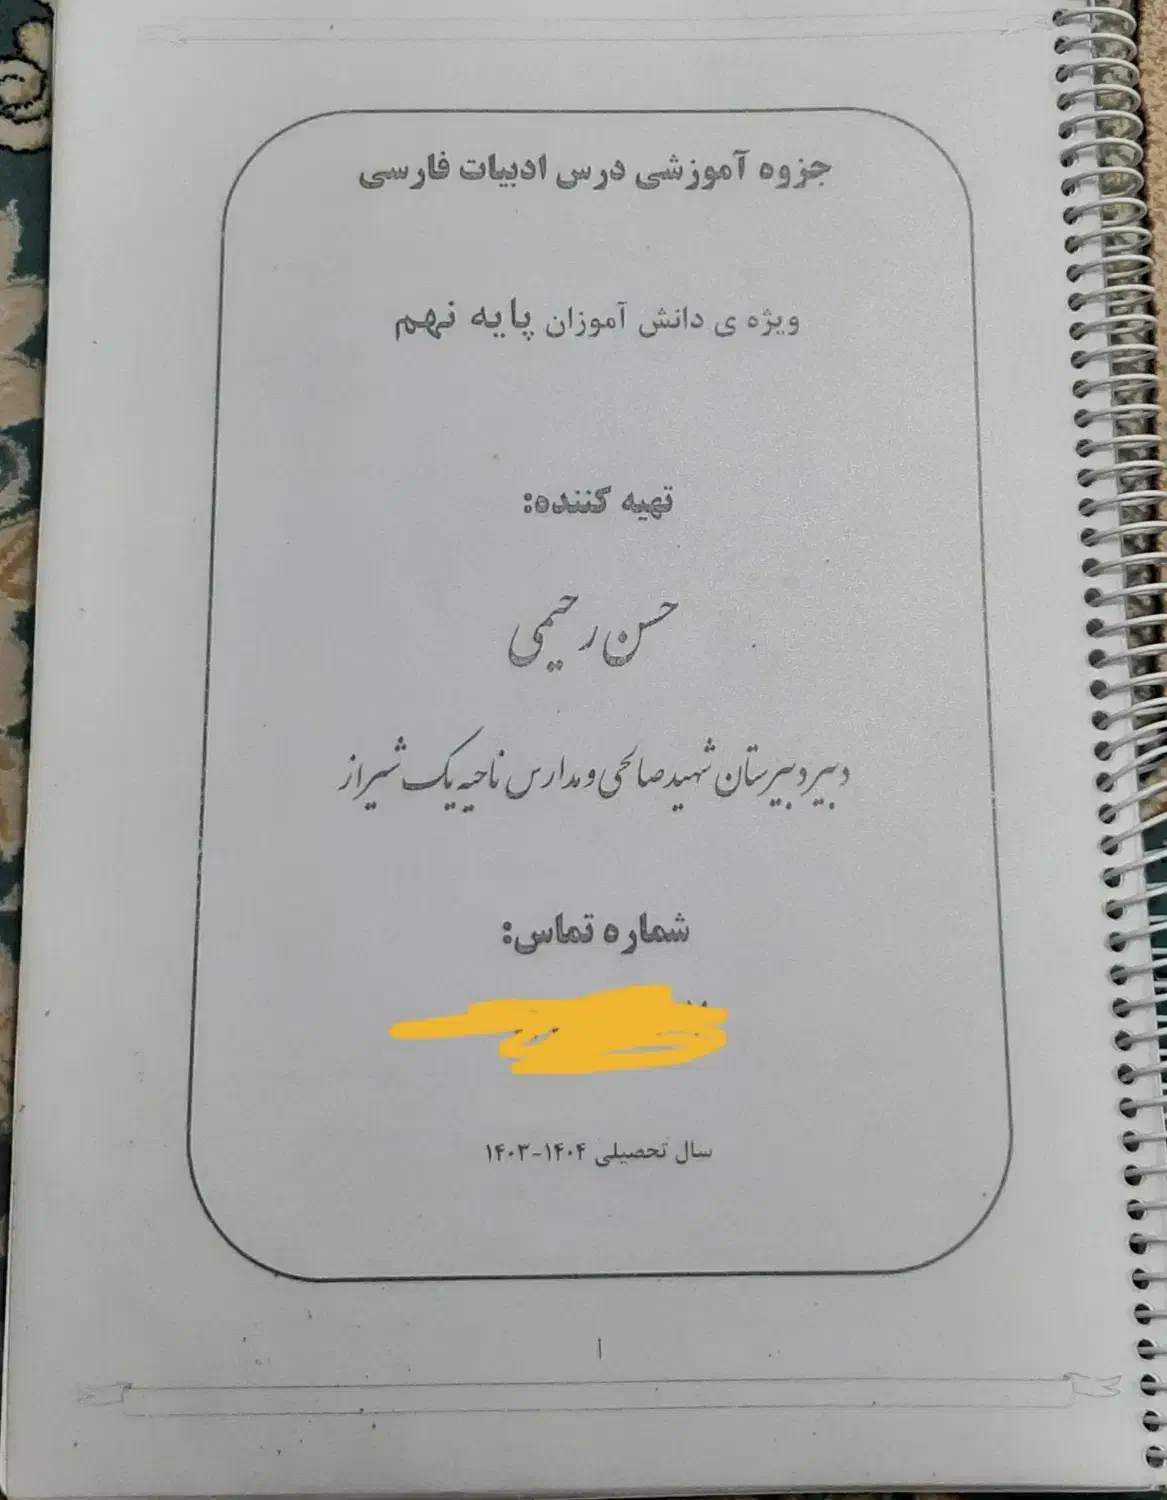 جزوه آموزشی درس ادبیات فارسی
ویژه ی دانش آموزان پایه نهم
تهیه کننده:
حسن رحیمی
دبیر دبیرستان شهید صالحی و مدارس ناحیه یک شیراز
شماره تماس:
سال تحصیلی ۱۴۰۴-۱۴۰۳
۱